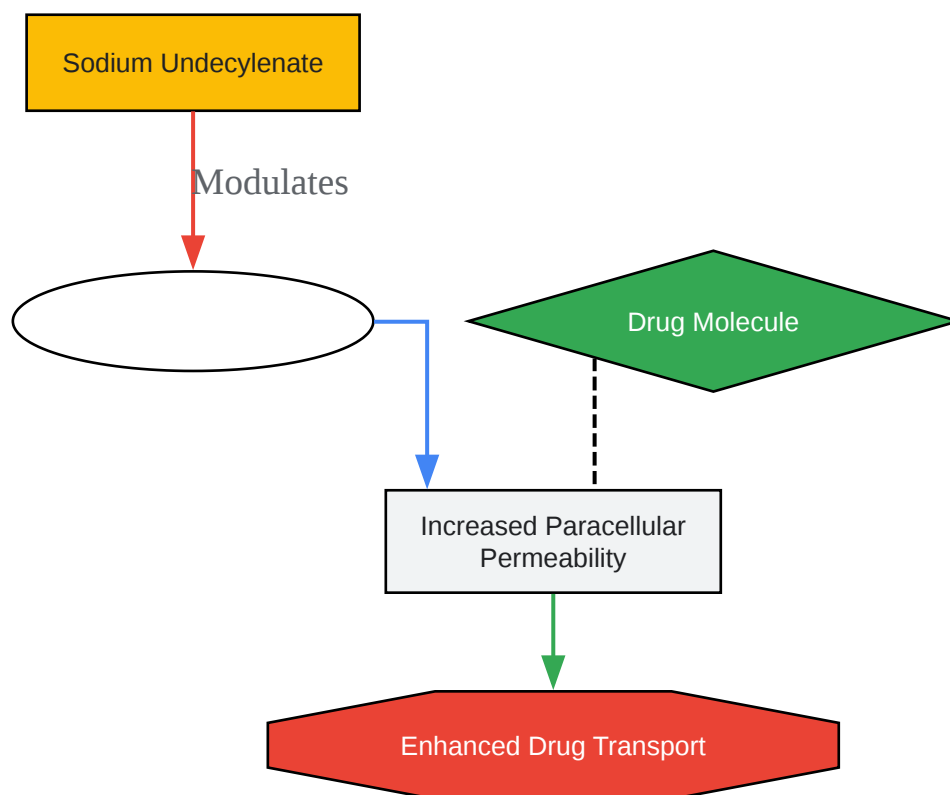 Sodium Undecylenate
Modulates
Drug Molecule
Increased Paracellular
Permeability
Enhanced Drug Transport